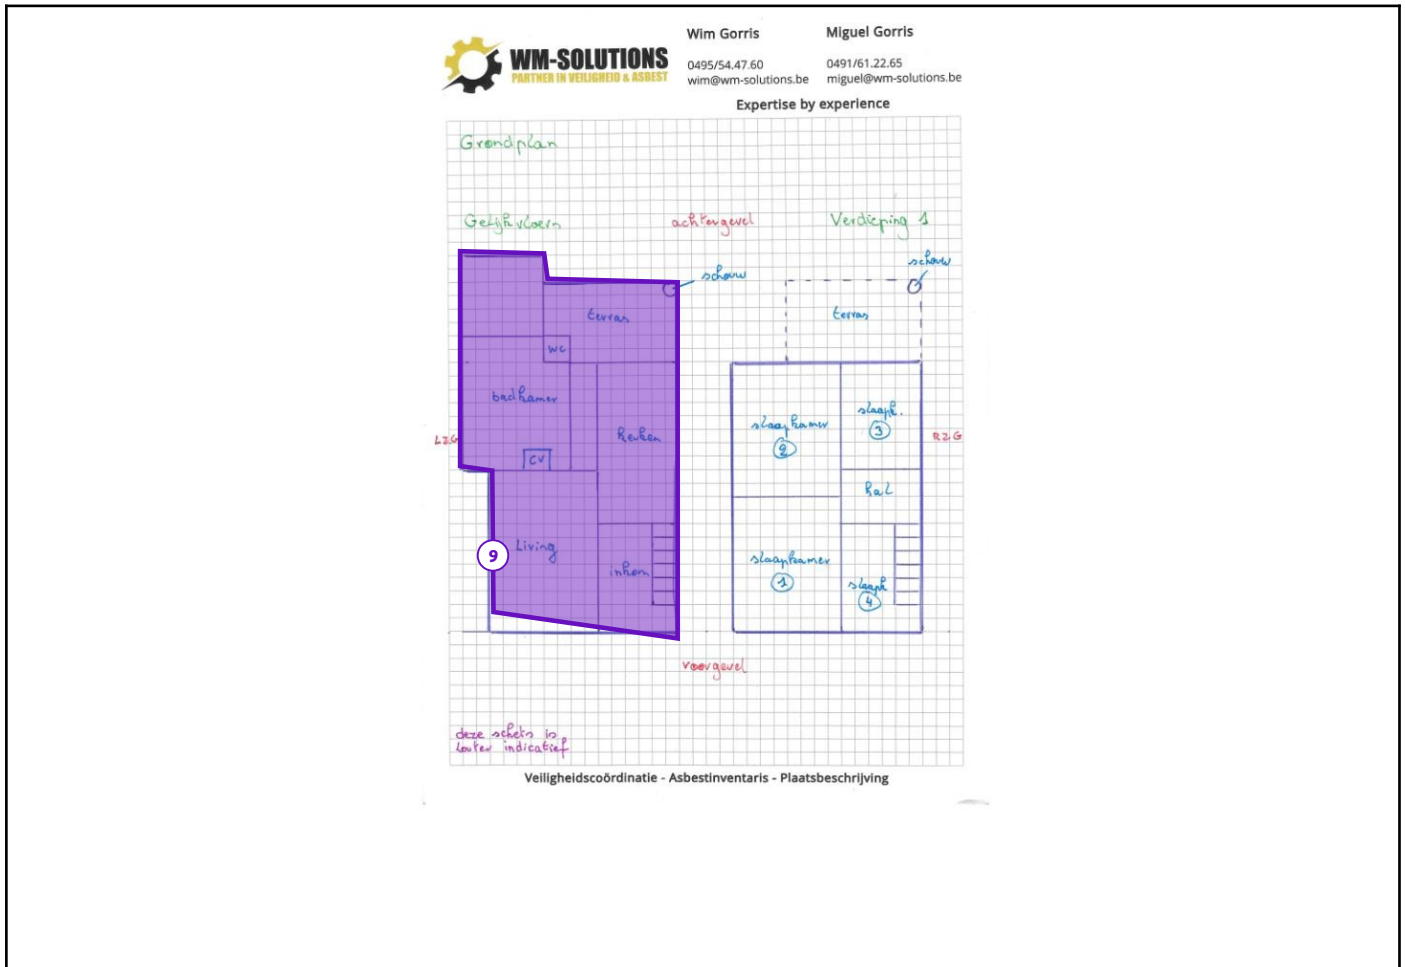 WM-SOLUTIONS
PARTNER IN VEILIGHEID & ASBEST
Wim Gorris
0495/54.47.60
wim@wm-solutions.be
Miguel Gorris
0491/61.22.65
miguel@wm-solutions.be
Expertise by experience
Grondplan
Gelijkvloers
achtergevel
Verdieping 1
schouw
schouw
terras
terras
WC
badkamer
keuken
slaapkamer
2
slaapk.
3
LZG
RZG
CV
hal
9
Living
inkom
slaapkamer
1
slaapk
4
voorgevel
deze schets is
louter indicatief
Veiligheidscoördinatie - Asbestinventaris - Plaatsbeschrijving